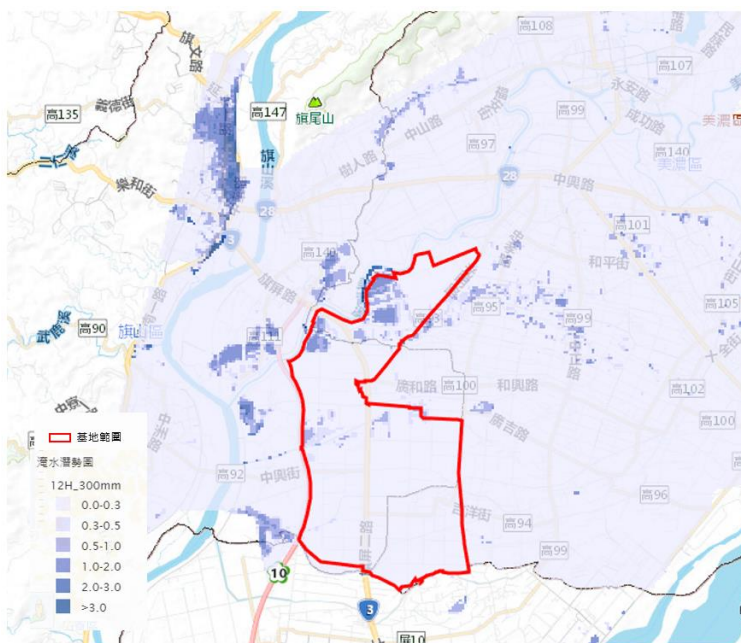 旗文路
高108
高107
永安路
高135
高147
旗尾山
中山路
高99
成功路
美濃區
樹人路
高97
高140
美濃區
樂和街
旗山溪
3
28
中興路
28
3
高101
旗屏路
和平街
高95
高105
武鹿溪
高90
旗山區
高99
高111
廣和路
高100
和興路
高102
廣吉路
高100
基地範圍
淹水潛勢圖
高92
中興街
12H_300mm
0.0-0.3
0.3-0.5
0.5-1.0
1.0-2.0
2.0-3.0
>3.0
吉洋街
高94
高96
高99
10
3
屏10